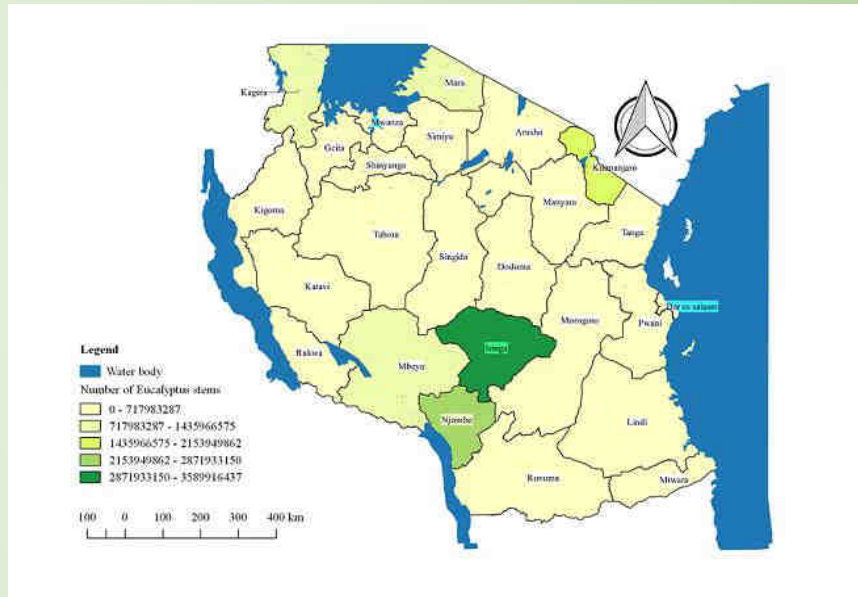 Mara
Kagera
Mwanza
Arusha
Geita
Simiyu
Kilimanjaro
Shinyanga
Manyara
Kigoma
Tabora
Tanga
Singida
Dodoma
Katavi
Dar es salaam
Morogoro
Pwani
Iringa
Rukwa
Mbeya
Njombe
Lindi
Ruvuma
Mtwara
Legend
Water body
Number of Eucalyptus stems
0 - 717983287
717983287 - 1435966575
1435966575 - 2153949862
2153949862 - 2871933150
2871933150 - 3589916437
100 0 100 200 300 400 km